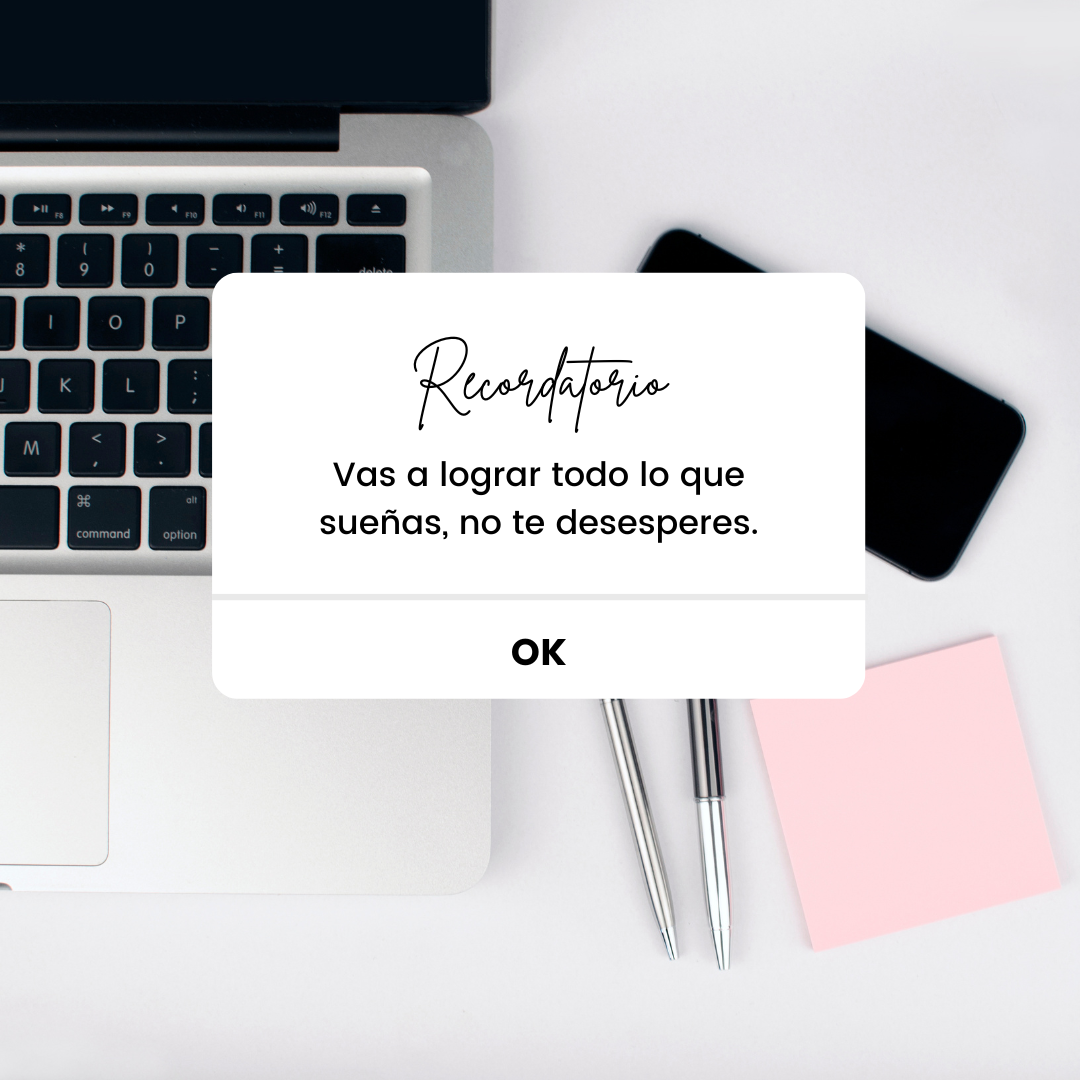 F8 F9 F10 F11 F12
* 8 ( 9 ) 0 — - + =
delete
I O P
J K L : ;
M < , > .
⌘ alt
command option
Recordatorio
Vas a lograr todo lo que
sueñas, no te desesperes.
OK